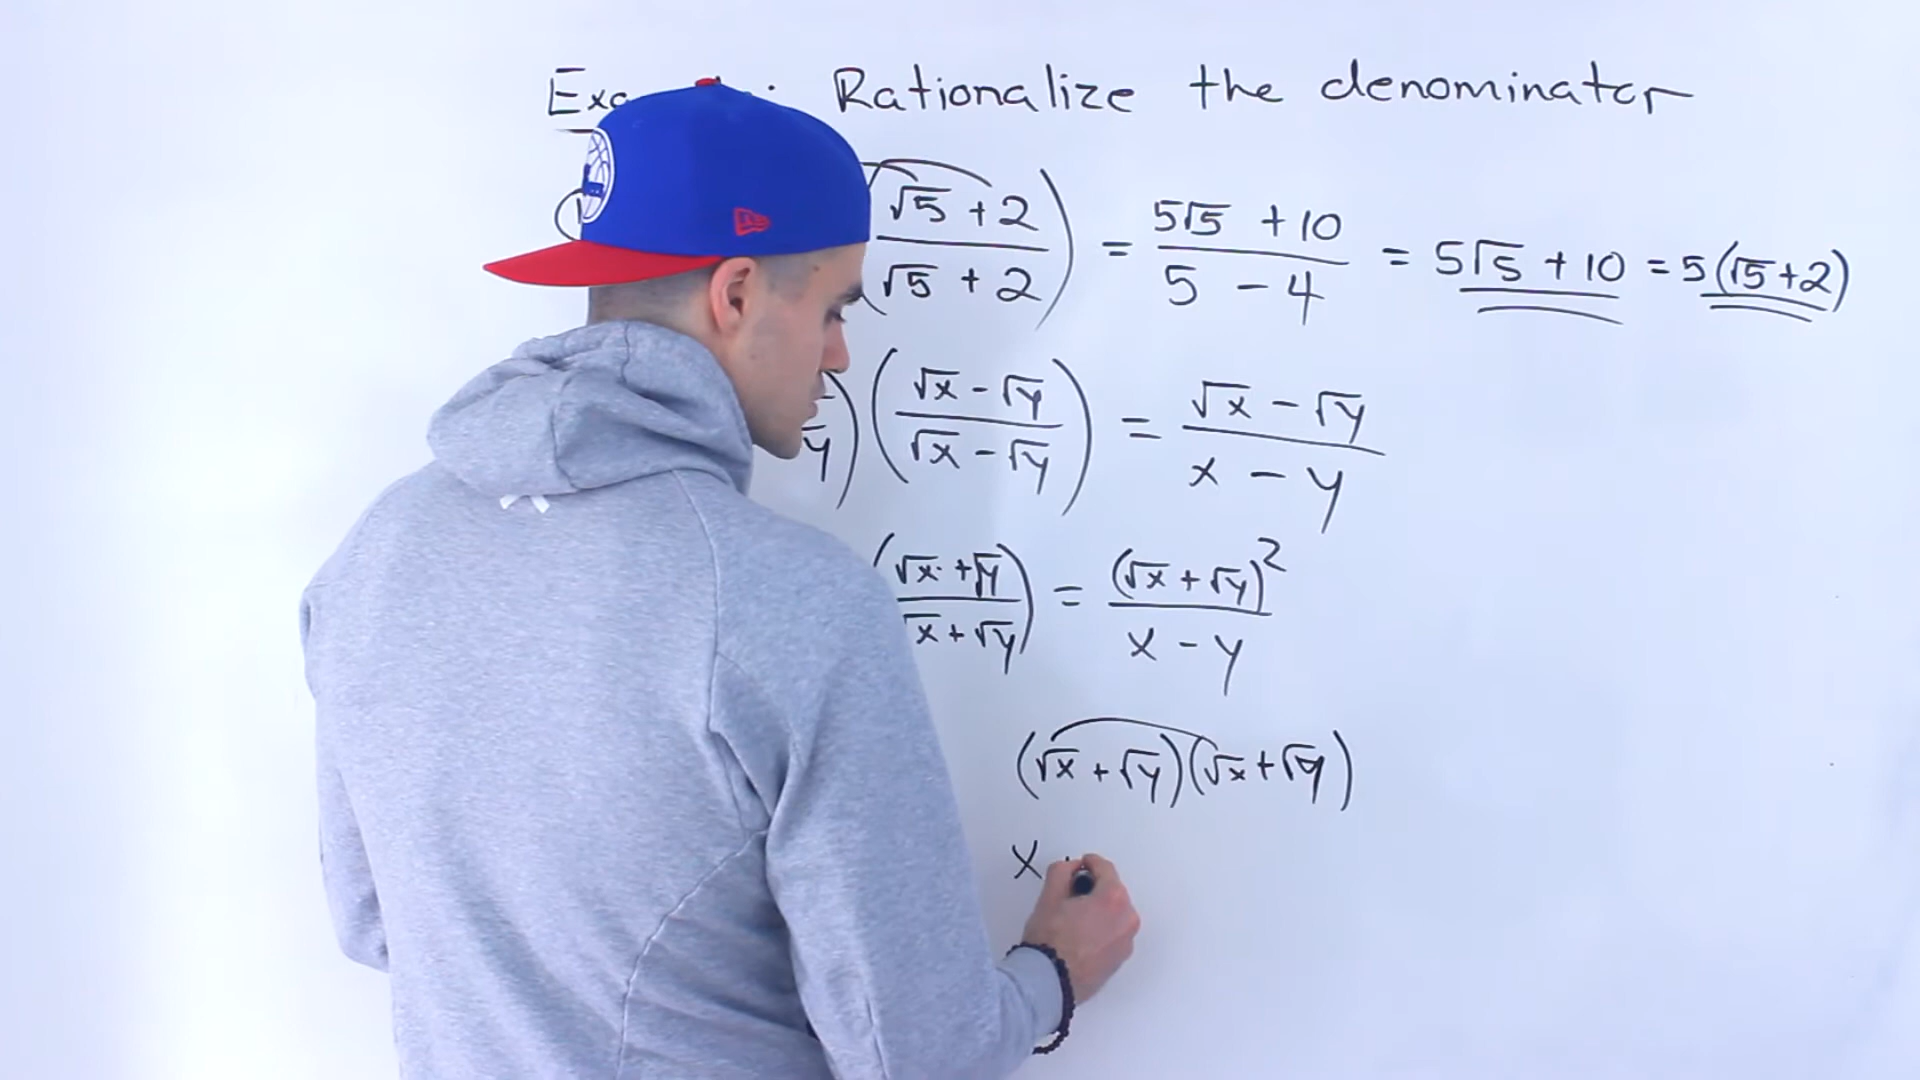 Rationalize the denominator
(√5 + 2)/(√5 + 2)) = (5√5 + 10)/(5 - 4) = 5√5 + 10 = 5(√5+2)
y)((√x - √y)/(√x - √y)) = (√x - √y)/(x - y)
((√x + √y)/(√x + √y)) = (√x + √y)²/(x - y)
(√x + √y)(√x + √y)
x